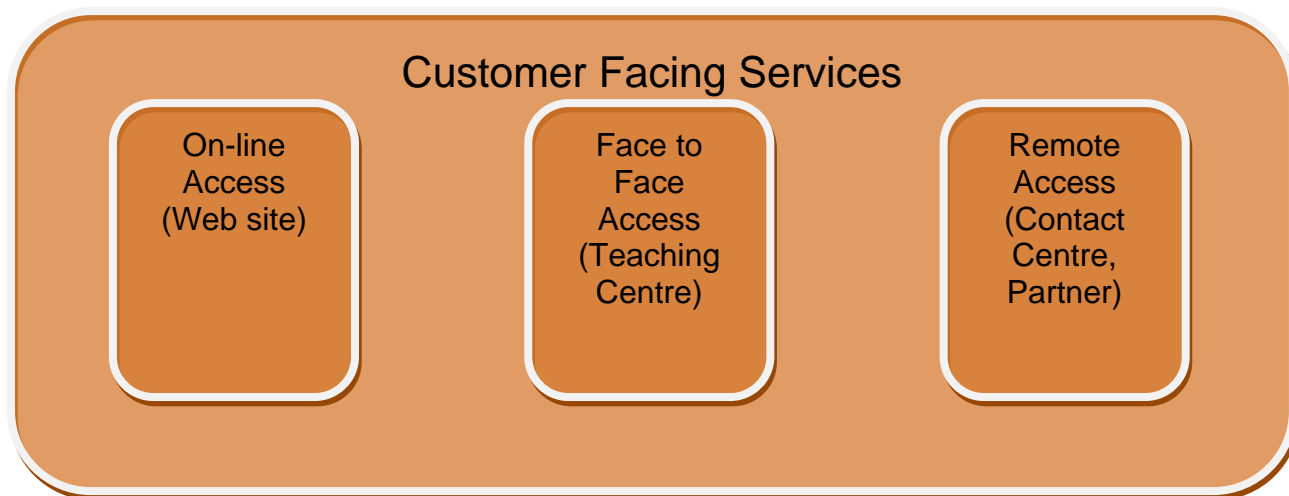 Customer Facing Services
On-line
Access
(Web site)
Face to
Face
Access
(Teaching
Centre)
Remote
Access
(Contact
Centre,
Partner)